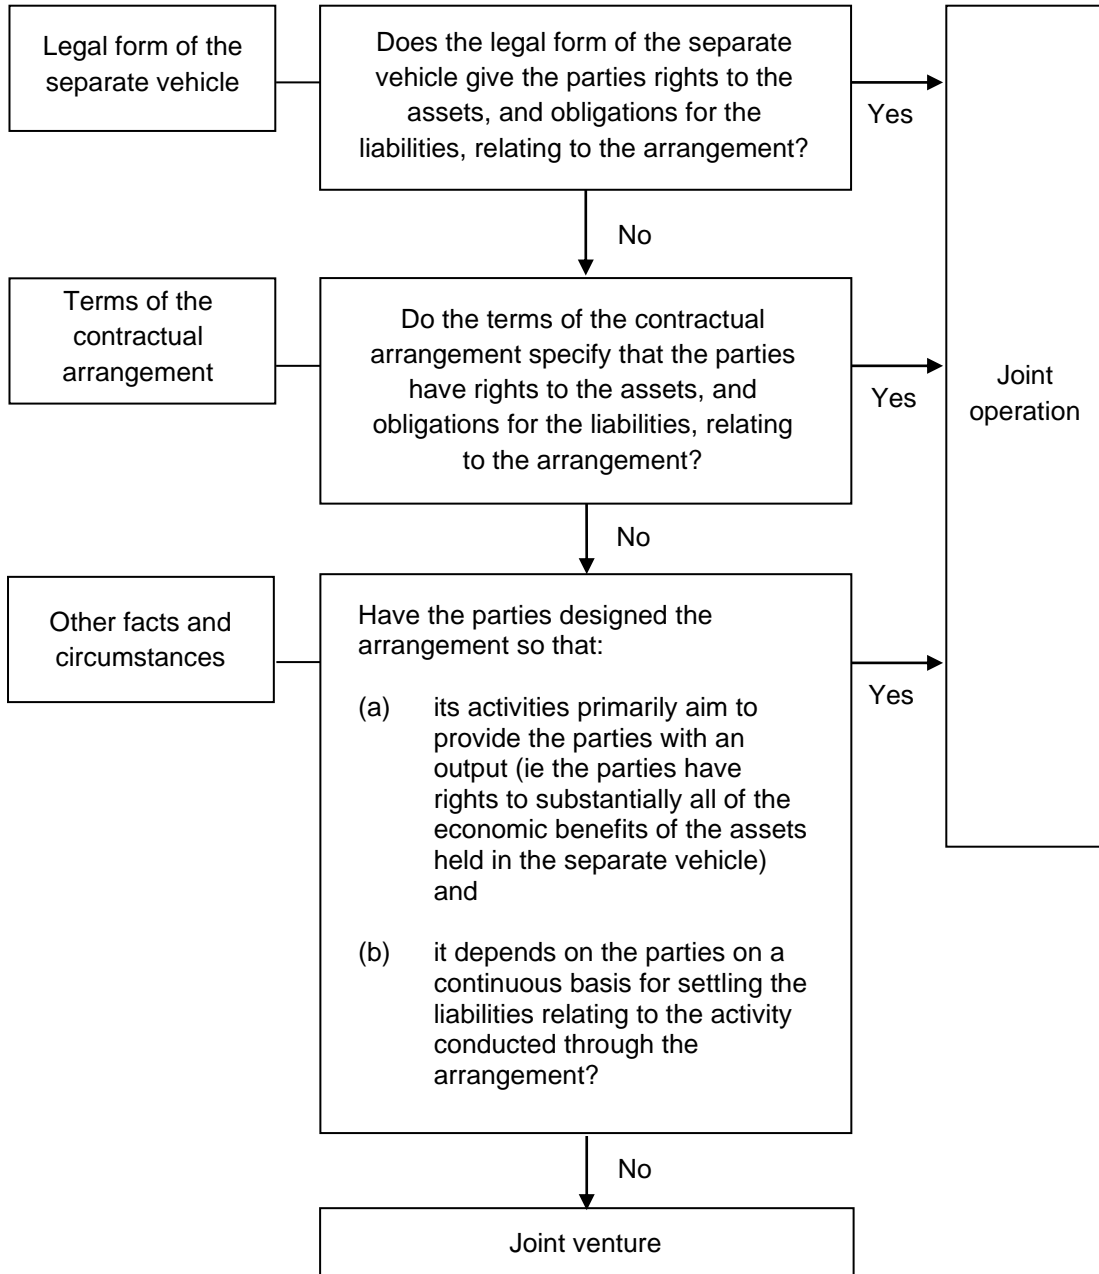 Legal form of the
separate vehicle
Does the legal form of the separate
vehicle give the parties rights to the
assets, and obligations for the
liabilities, relating to the arrangement?
Yes
No
Terms of the
contractual
arrangement
Do the terms of the contractual
arrangement specify that the parties
have rights to the assets, and
obligations for the liabilities, relating
to the arrangement?
Yes
Joint
operation
No
Other facts and
circumstances
Have the parties designed the
arrangement so that:
(a) its activities primarily aim to
provide the parties with an
output (ie the parties have
rights to substantially all of the
economic benefits of the assets
held in the separate vehicle)
and
(b) it depends on the parties on a
continuous basis for settling the
liabilities relating to the activity
conducted through the
arrangement?
Yes
No
Joint venture